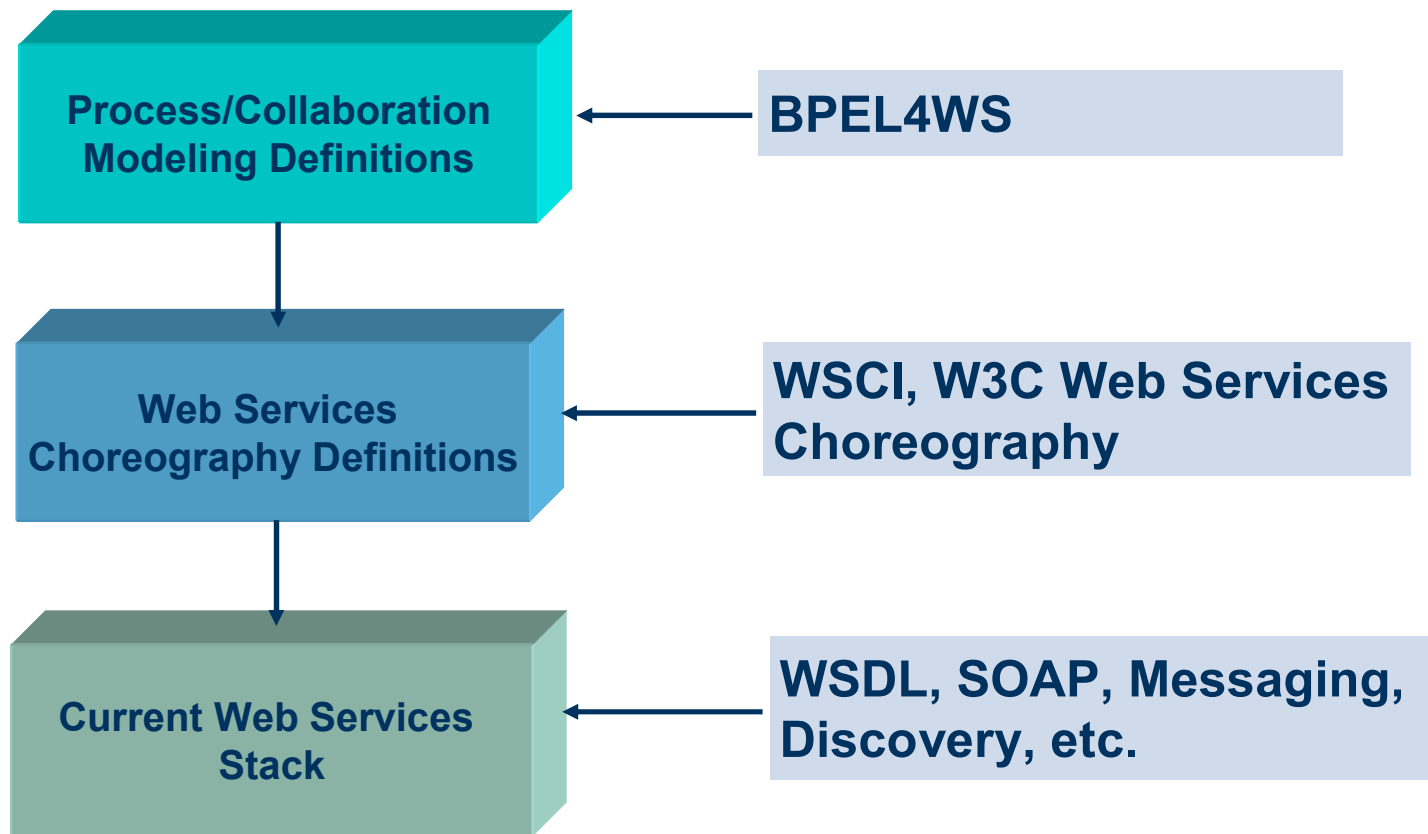 Process/Collaboration
Modeling Definitions
BPEL4WS
Web Services
Choreography Definitions
WSCI, W3C Web Services
Choreography
Current Web Services
Stack
WSDL, SOAP, Messaging,
Discovery, etc.